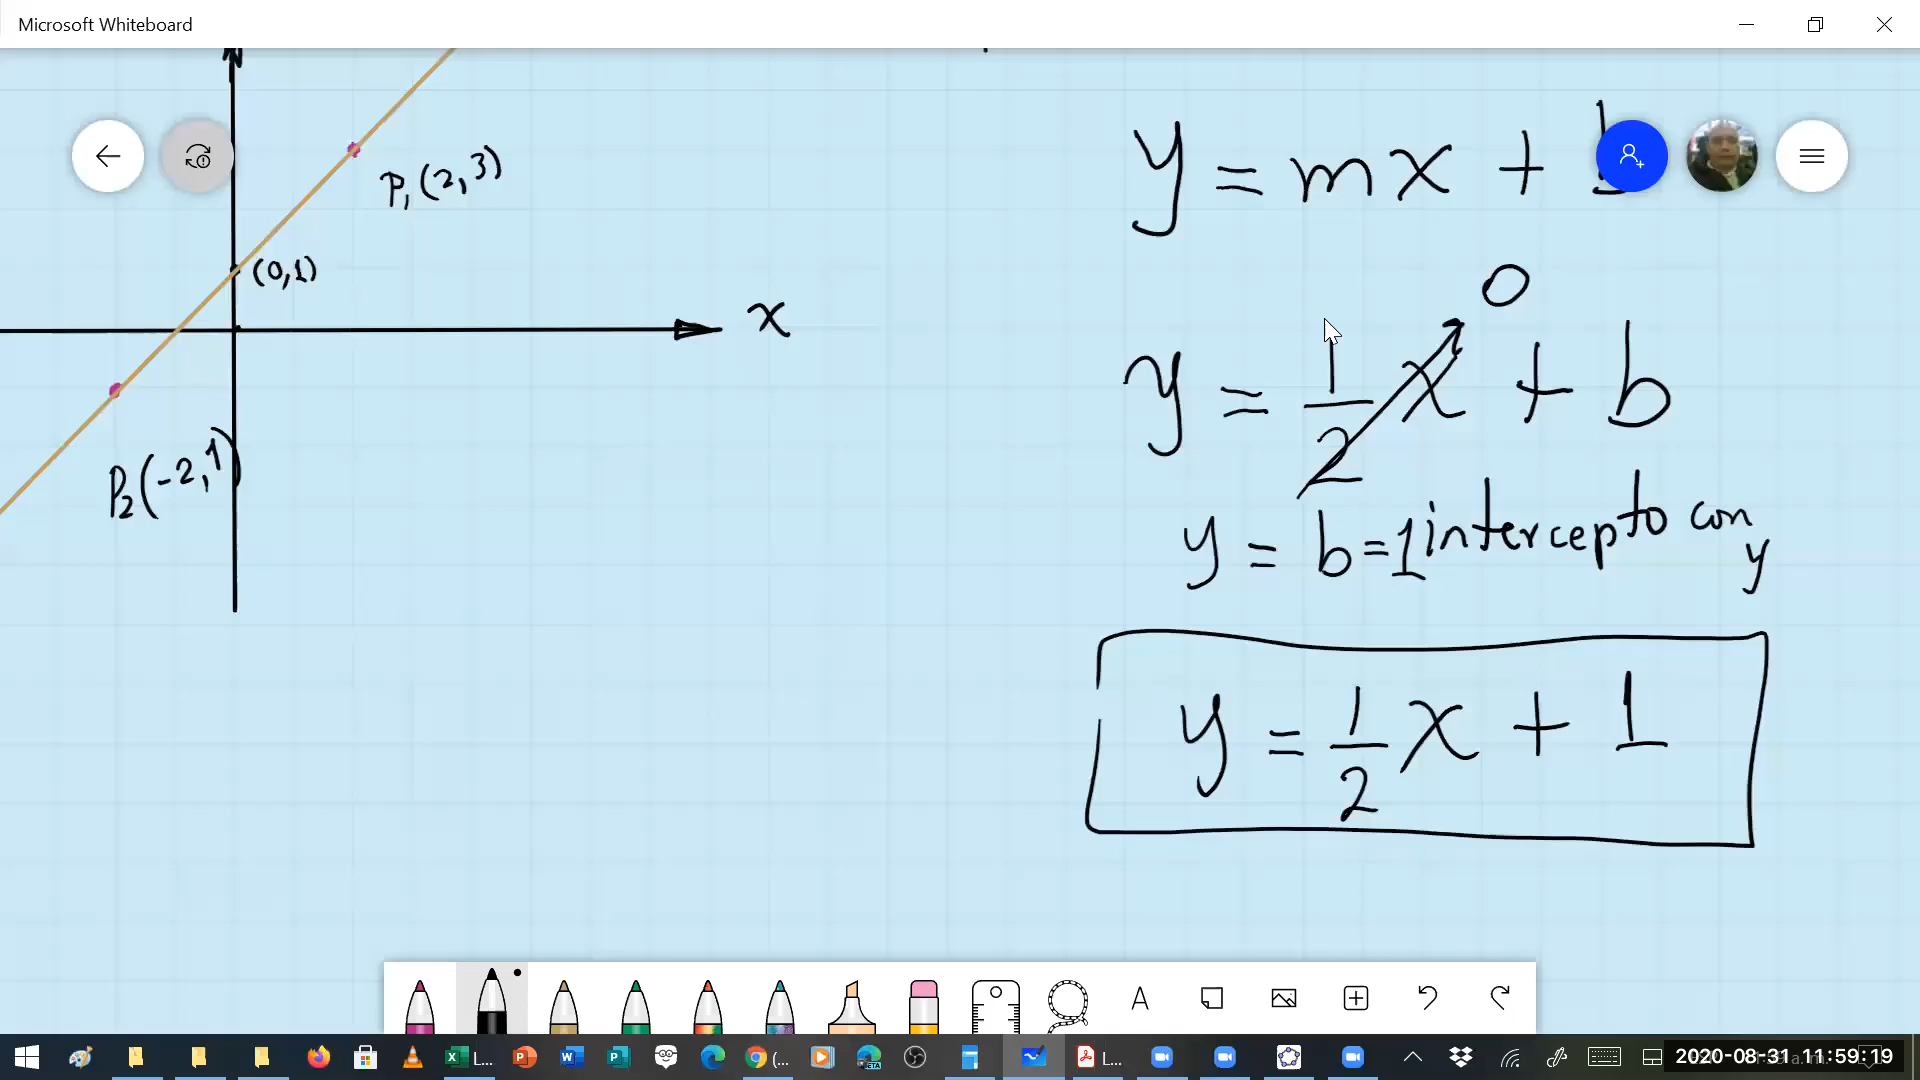 Microsoft Whiteboard
P₁(2,3)
(0,1)
x
P₂(-2,1)
y = mx + b
0
y = 1/2 x + b
y = b=1 intercepto con y
y = 1/2 x + 1
A
L...
(...
BETA
L...
2020-08-31 11:59:19